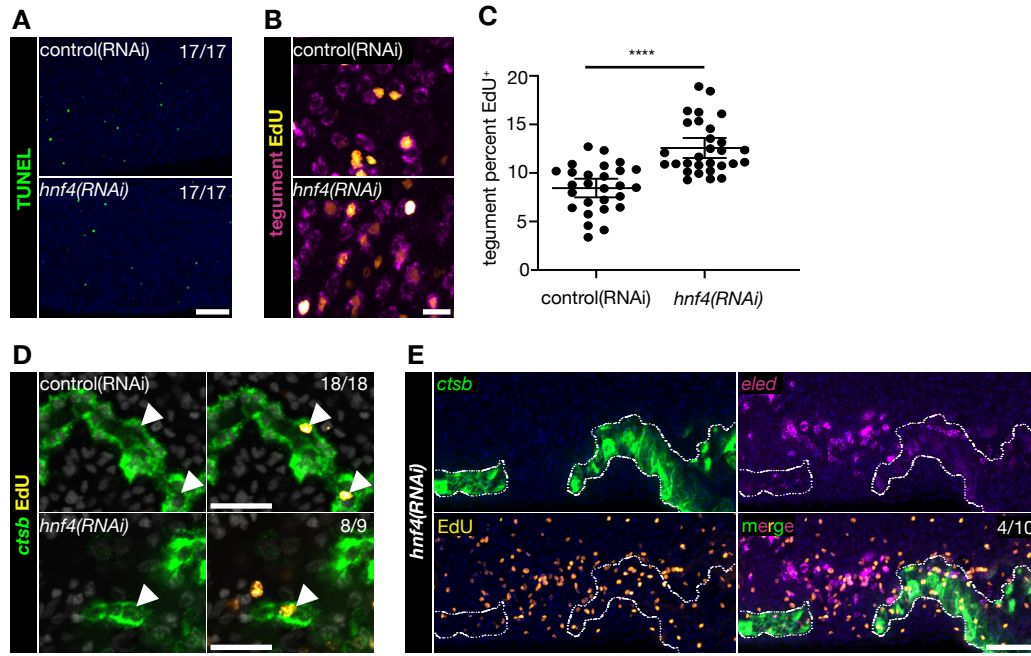 A
TUNEL
control(RNAi) 17/17
hnf4(RNAi) 17/17
B
tegument EdU
control(RNAi)
hnf4(RNAi)
C
****
tegument percent EdU+
20
15
10
5
0
control(RNAi) hnf4(RNAi)
D
ctsb EdU
control(RNAi) 18/18
hnf4(RNAi) 8/9
E
hnf4(RNAi)
ctsb eled
EdU merge 4/10